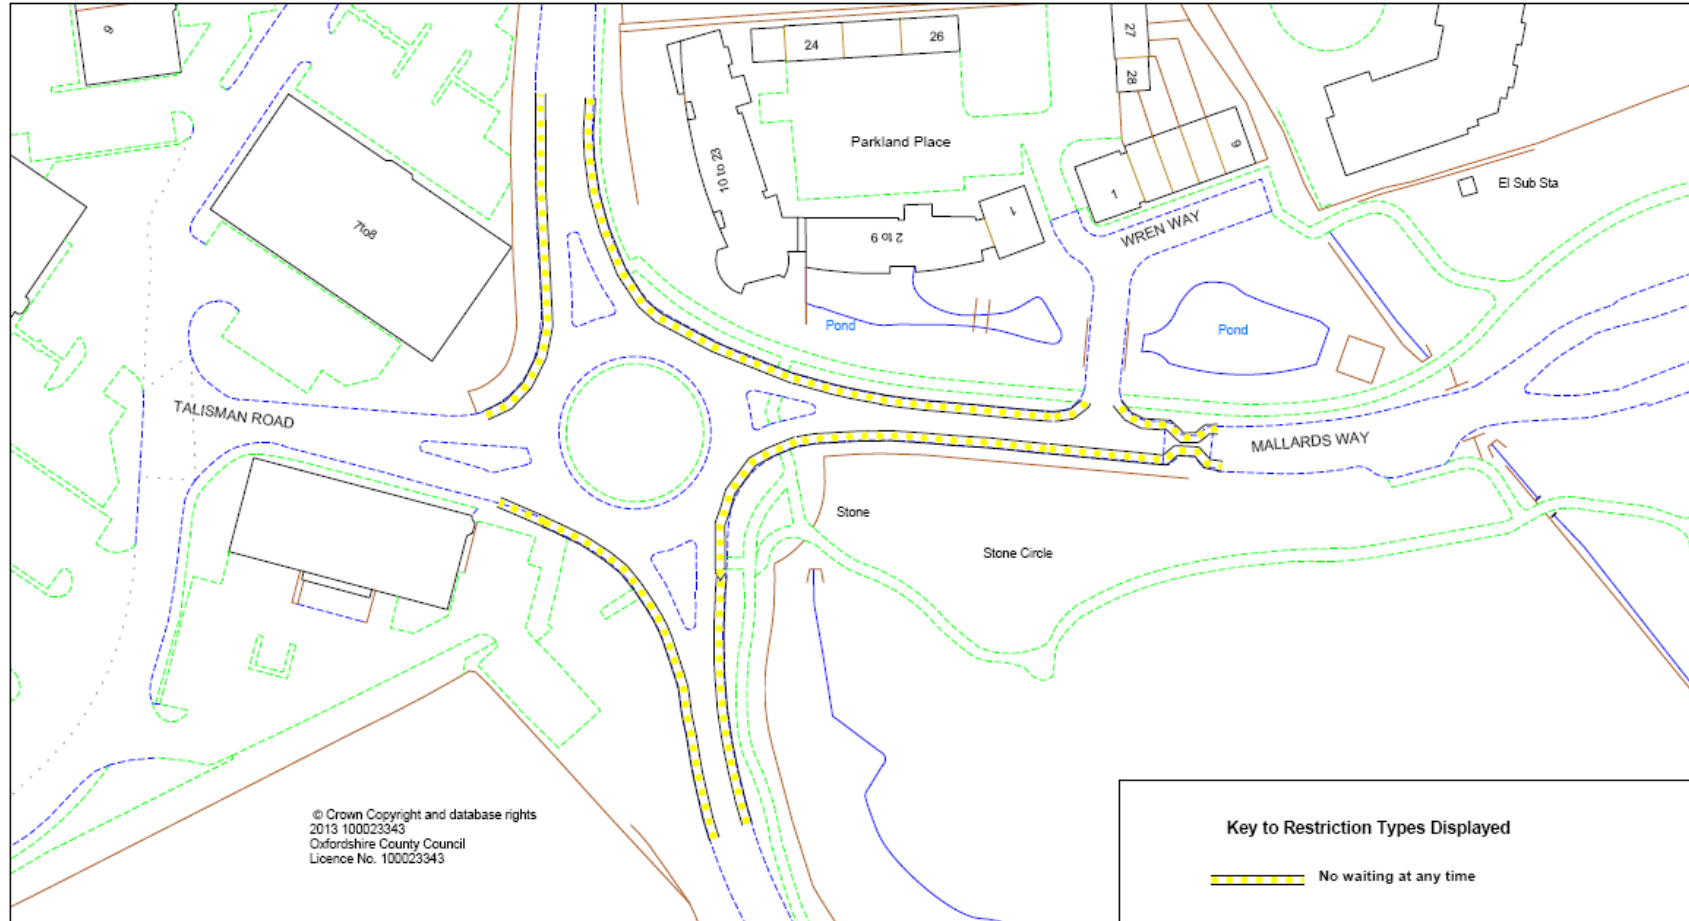 9
24
26
27
28
Parkland Place
10 to 23
9
1
El Sub Sta
7to8
1
2 to 9
WREN WAY
Pond
Pond
TALISMAN ROAD
MALLARDS WAY
Stone
Stone Circle
© Crown Copyright and database rights
2013 100023343
Oxfordshire County Council
Licence No. 100023343
Key to Restriction Types Displayed
No waiting at any time